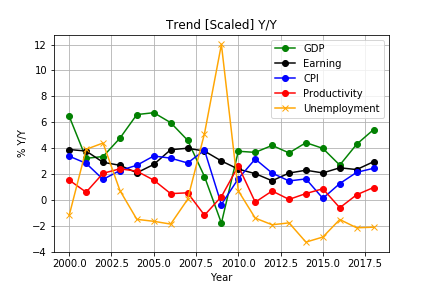 Trend [Scaled] Y/Y
% Y/Y
12
10
8
6
4
2
0
−2
−4
GDP
Earning
CPI
Productivity
Unemployment
2000.0 2002.5 2005.0 2007.5 2010.0 2012.5 2015.0 2017.5
Year